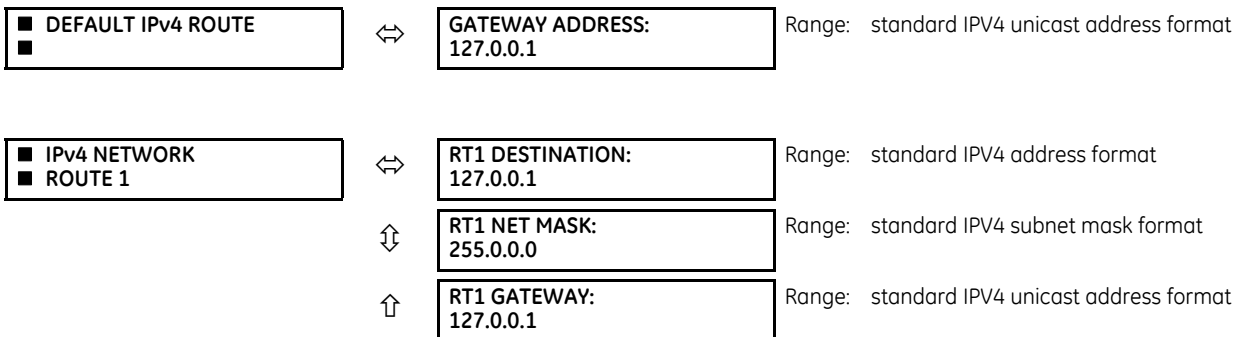 ■ DEFAULT IPv4 ROUTE
■
⬄ GATEWAY ADDRESS:
127.0.0.1
Range: standard IPV4 unicast address format
■ IPv4 NETWORK
■ ROUTE 1
⬄ RT1 DESTINATION:
127.0.0.1
Range: standard IPV4 address format
⇳ RT1 NET MASK:
255.0.0.0
Range: standard IPV4 subnet mask format
⇧ RT1 GATEWAY:
127.0.0.1
Range: standard IPV4 unicast address format